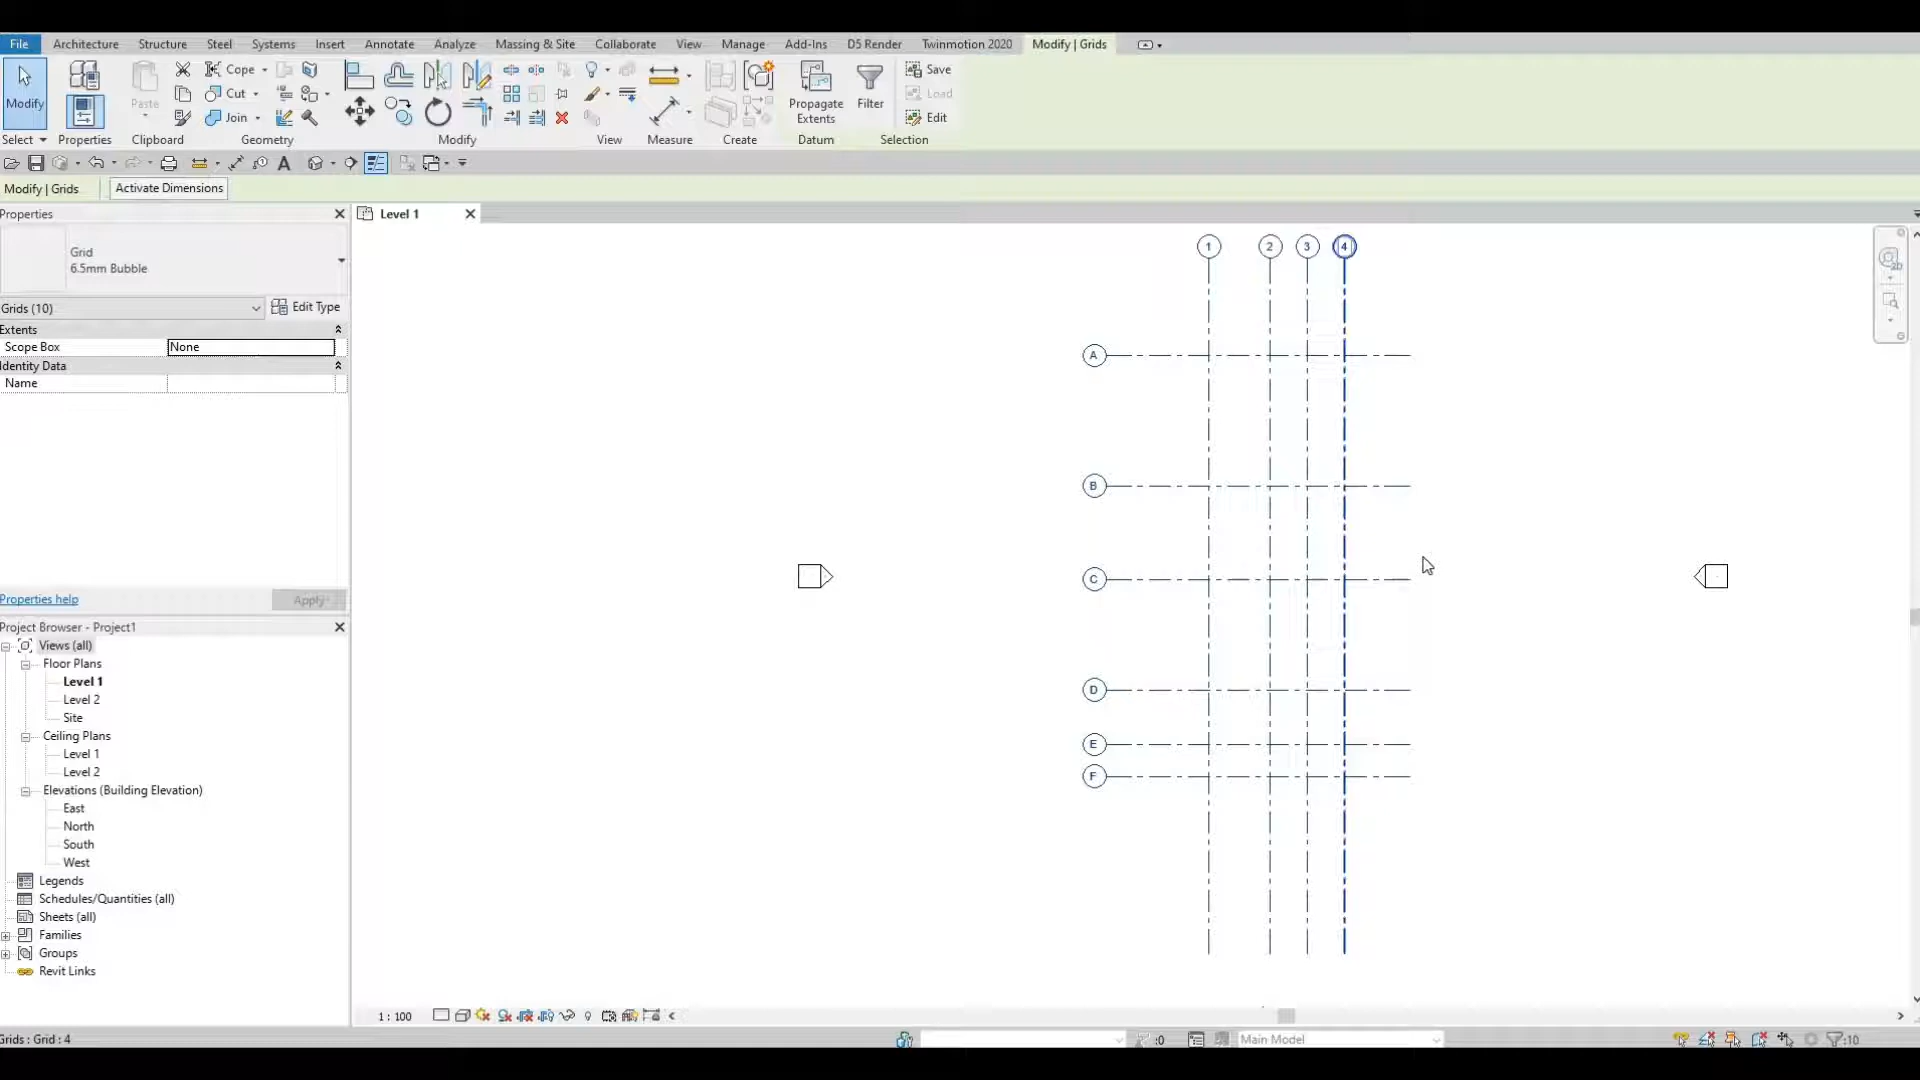 File Architecture Structure Steel Systems Insert Annotate Analyze Massing & Site Collaborate View Manage Add-Ins D5 Render Twinmotion 2020 Modify | Grids
Modify
Paste
Cope
Cut
Join
Propagate
Extents
Filter
Save
Load
Edit
Select Properties Clipboard Geometry Modify View Measure Create Datum Selection
Modify | Grids Activate Dimensions
Properties
Level 1
Grid
6.5mm Bubble
Grids (10) Edit Type
Extents
Scope Box None
Identity Data
Name
Properties help Apply
Project Browser - Project1
Views (all)
Floor Plans
Level 1
Level 2
Site
Ceiling Plans
Level 1
Level 2
Elevations (Building Elevation)
East
North
South
West
Legends
Schedules/Quantities (all)
Sheets (all)
Families
Groups
Revit Links
1 2 3 4
A
B
C
D
E
F
2D
1 : 100
Grids : Grid : 4
:0
Main Model
:10